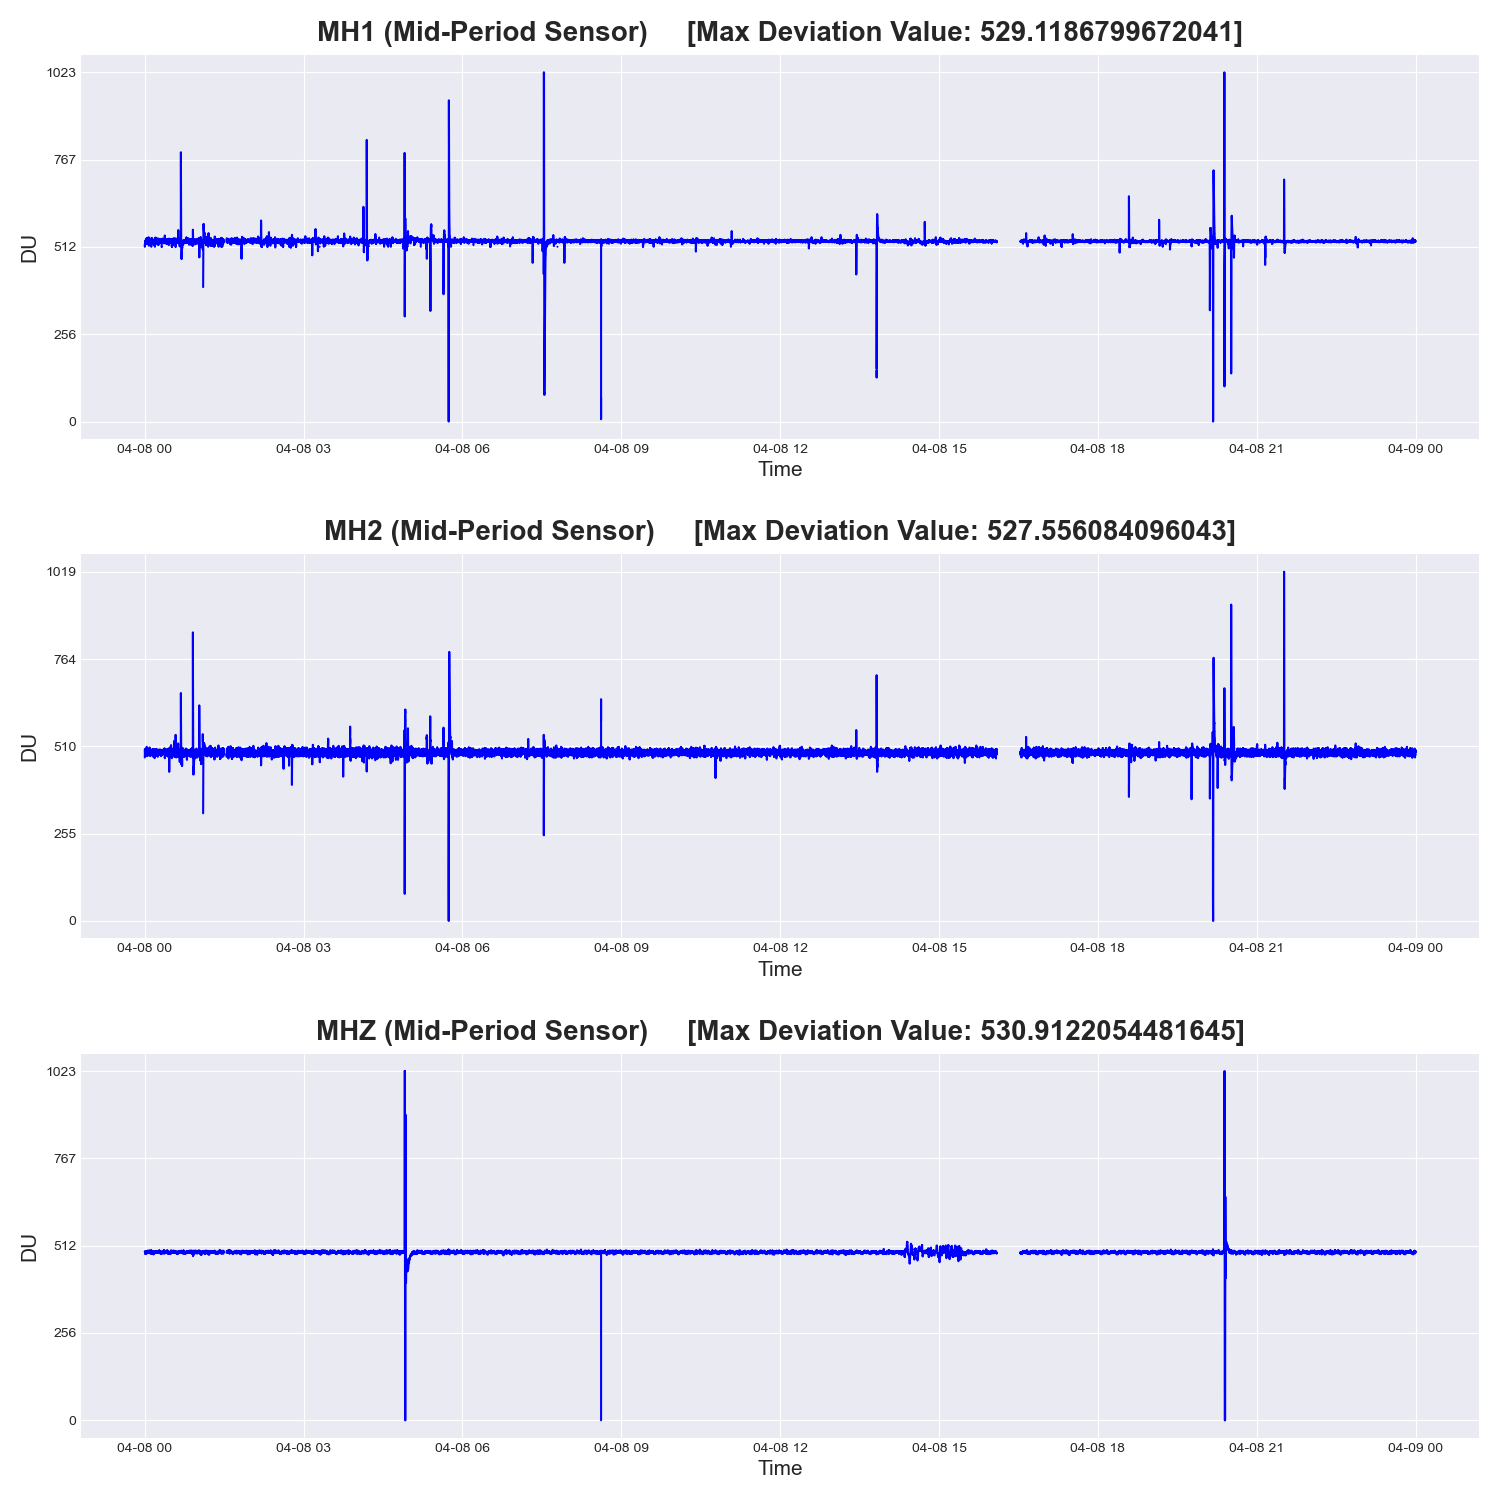 MH1 (Mid-Period Sensor) [Max Deviation Value: 529.1186799672041]
1023
767
512
256
0
DU
04-08 00 04-08 03 04-08 06 04-08 09 04-08 12 04-08 15 04-08 18 04-08 21 04-09 00
Time
MH2 (Mid-Period Sensor) [Max Deviation Value: 527.556084096043]
1019
764
510
255
0
DU
04-08 00 04-08 03 04-08 06 04-08 09 04-08 12 04-08 15 04-08 18 04-08 21 04-09 00
Time
MHZ (Mid-Period Sensor) [Max Deviation Value: 530.9122054481645]
1023
767
512
256
0
DU
04-08 00 04-08 03 04-08 06 04-08 09 04-08 12 04-08 15 04-08 18 04-08 21 04-09 00
Time